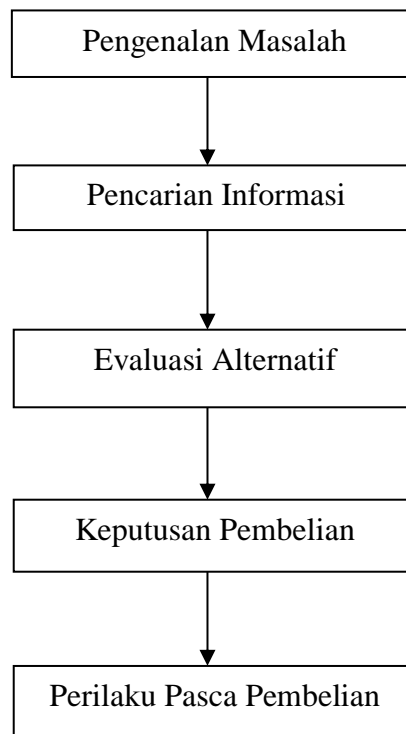 Pengenalan Masalah
Pencarian Informasi
Evaluasi Alternatif
Keputusan Pembelian
Perilaku Pasca Pembelian